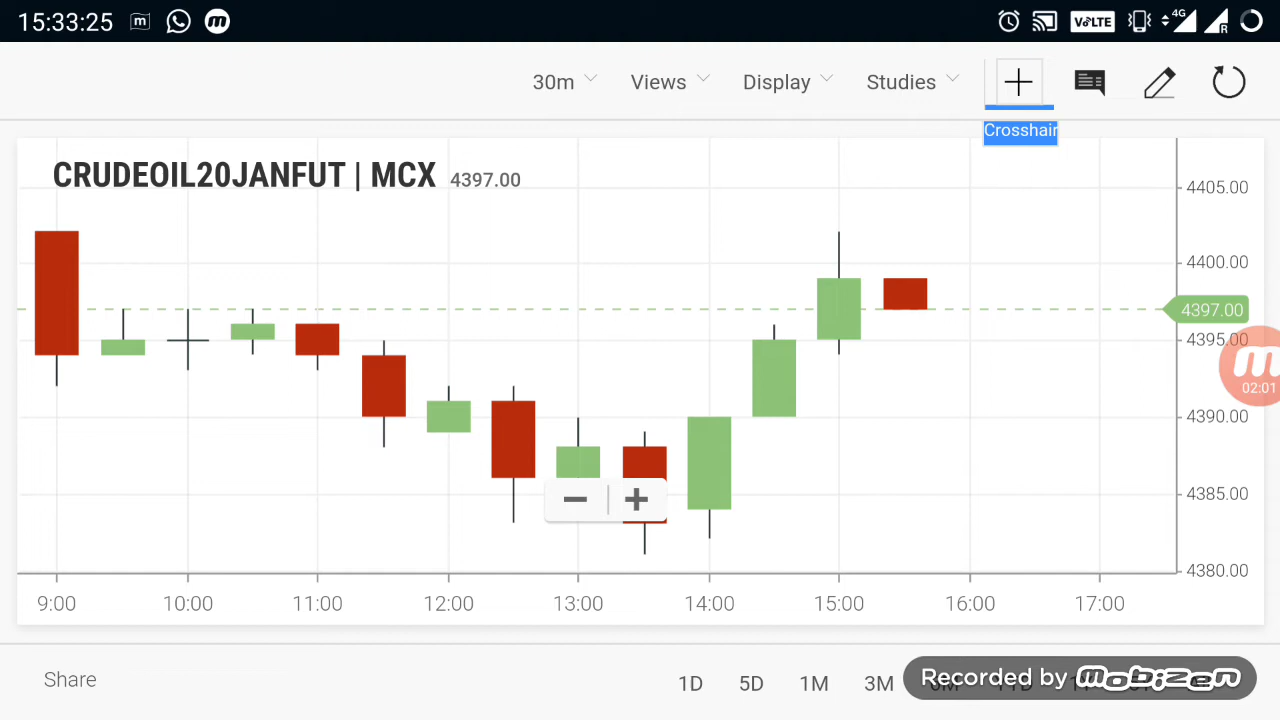 15:33:25 m m 4G VoLTE R
30m Views Display Studies
Crosshair
CRUDEOIL20JANFUT | MCX 4397.00
4405.00
4400.00
4397.00
4395.00
02:01
4390.00
4385.00
4380.00
9:00 10:00 11:00 12:00 13:00 14:00 15:00 16:00 17:00
Share 1D 5D 1M 3M
Recorded by mobizen